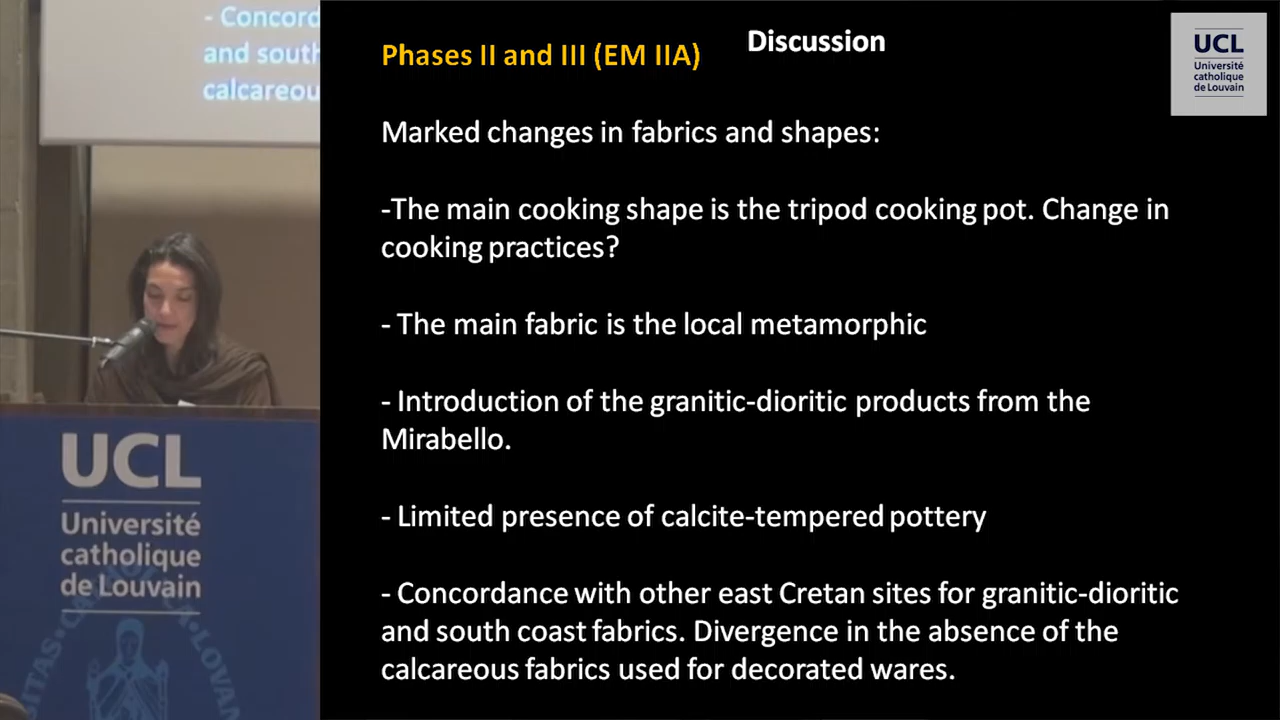 - Concord
and south
calcareou
Discussion
Phases II and III (EM IIA)
UCL
Université
catholique
de Louvain
Marked changes in fabrics and shapes:
-The main cooking shape is the tripod cooking pot. Change in
cooking practices?
- The main fabric is the local metamorphic
- Introduction of the granitic-dioritic products from the
Mirabello.
- Limited presence of calcite-tempered pottery
- Concordance with other east Cretan sites for granitic-dioritic
and south coast fabrics. Divergence in the absence of the
calcareous fabrics used for decorated wares.
UCL
Université
catholique
de Louvain